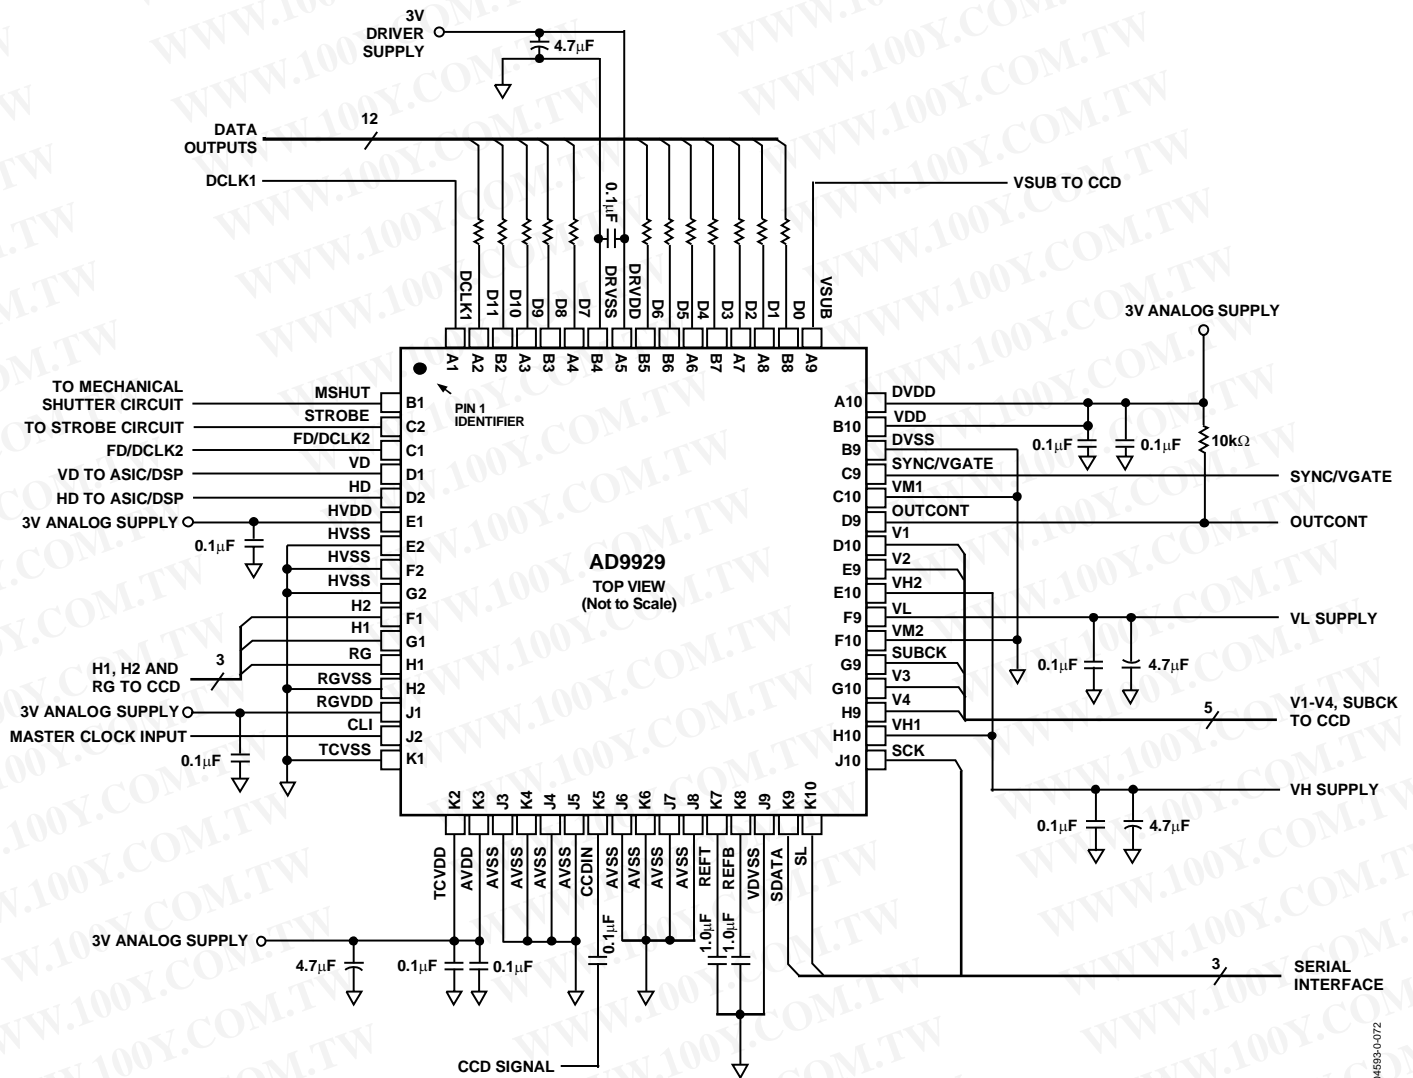 3V
DRIVER
SUPPLY
4.7µF
DATA
OUTPUTS
12
DCLK1
0.1µF
VSUB TO CCD
DCLK1
D11
D10
D9
D8
D7
DRVSS
DRVDD
D6
D5
D4
D3
D2
D1
D0
VSUB
A1
A2
B2
A3
B3
A4
B4
A5
B5
B6
A6
B7
A7
A8
B8
A9
3V ANALOG SUPPLY
TO MECHANICAL
SHUTTER CIRCUIT
MSHUT
B1
TO STROBE CIRCUIT
STROBE
C2
FD/DCLK2
FD/DCLK2
C1
VD TO ASIC/DSP
VD
D1
HD TO ASIC/DSP
HD
D2
3V ANALOG SUPPLY
HVDD
E1
0.1µF
HVSS
E2
HVSS
F2
HVSS
G2
H2
F1
H1
G1
H1, H2 AND
RG TO CCD
3
RG
H1
RGVSS
H2
3V ANALOG SUPPLY
RGVDD
J1
MASTER CLOCK INPUT
CLI
J2
0.1µF
TCVSS
K1
PIN 1
IDENTIFIER
AD9929
TOP VIEW
(Not to Scale)
A10
DVDD
B10
VDD
0.1µF
0.1µF
10kΩ
B9
DVSS
C9
SYNC/VGATE
SYNC/VGATE
C10
VM1
D9
OUTCONT
OUTCONT
D10
V1
E9
V2
E10
VH2
F9
VL
VL SUPPLY
F10
VM2
0.1µF
4.7µF
G9
SUBCK
G10
V3
H9
V4
5
V1-V4, SUBCK
TO CCD
H10
VH1
J10
SCK
VH SUPPLY
0.1µF
4.7µF
K2
K3
J3
K4
J4
J5
K5
J6
K6
J7
J8
K7
K8
J9
K9
K10
TCVDD
AVDD
AVSS
AVSS
AVSS
AVSS
CCDIN
AVSS
AVSS
AVSS
AVSS
REFT
REFB
VDVSS
SDATA
SL
3V ANALOG SUPPLY
4.7µF
0.1µF
0.1µF
0.1µF
1.0µF
1.0µF
3
SERIAL
INTERFACE
CCD SIGNAL
04593-0-072
WWW.100Y.COM.TW